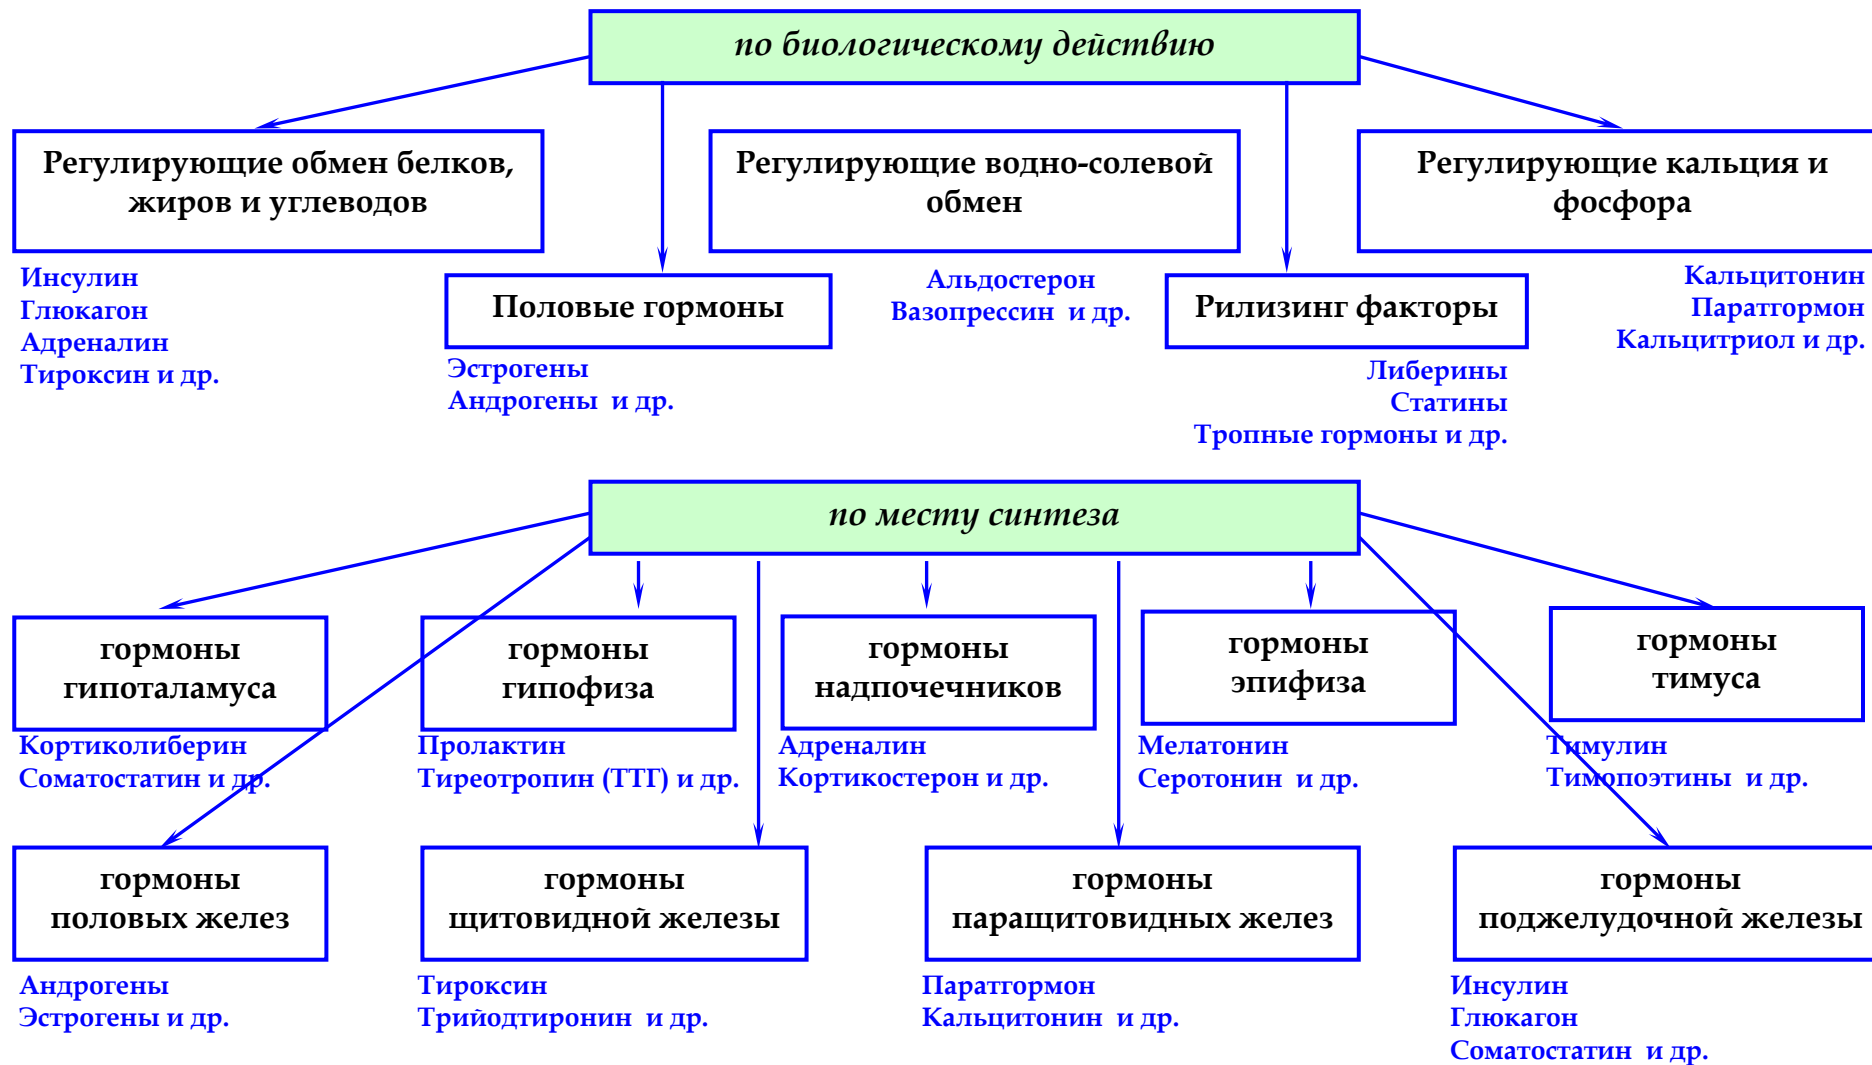 по биологическому действию
Регулирующие обмен белков,
жиров и углеводов
Регулирующие водно-солевой
обмен
Регулирующие кальция и
фосфора
Инсулин
Глюкагон
Адреналин
Тироксин и др.
Половые гормоны
Эстрогены
Андрогены и др.
Альдостерон
Вазопрессин и др.
Рилизинг факторы
Либерины
Статины
Тропные гормоны и др.
Кальцитонин
Паратгормон
Кальцитриол и др.
по месту синтеза
гормоны
гипоталамуса
Кортиколиберин
Соматостатин и др.
гормоны
гипофиза
Пролактин
Тиреотропин (ТТГ) и др.
гормоны
надпочечников
Адреналин
Кортикостерон и др.
гормоны
эпифиза
Мелатонин
Серотонин и др.
гормоны
тимуса
Тимулин
Тимопоэтины и др.
гормоны
половых желез
Андрогены
Эстрогены и др.
гормоны
щитовидной железы
Тироксин
Трийодтиронин и др.
гормоны
паращитовидных желез
Паратгормон
Кальцитонин и др.
гормоны
поджелудочной железы
Инсулин
Глюкагон
Соматостатин и др.